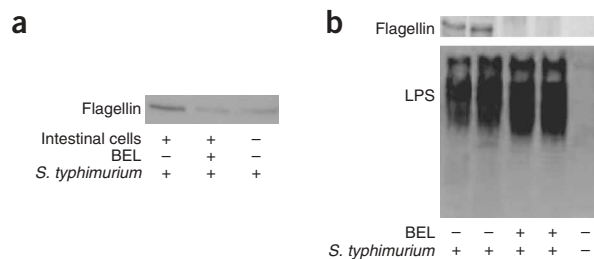 a
Flagellin
Intestinal cells + + −
BEL − + −
S. typhimurium + + +
b
Flagellin
LPS
BEL − − + + −
S. typhimurium + + + + −